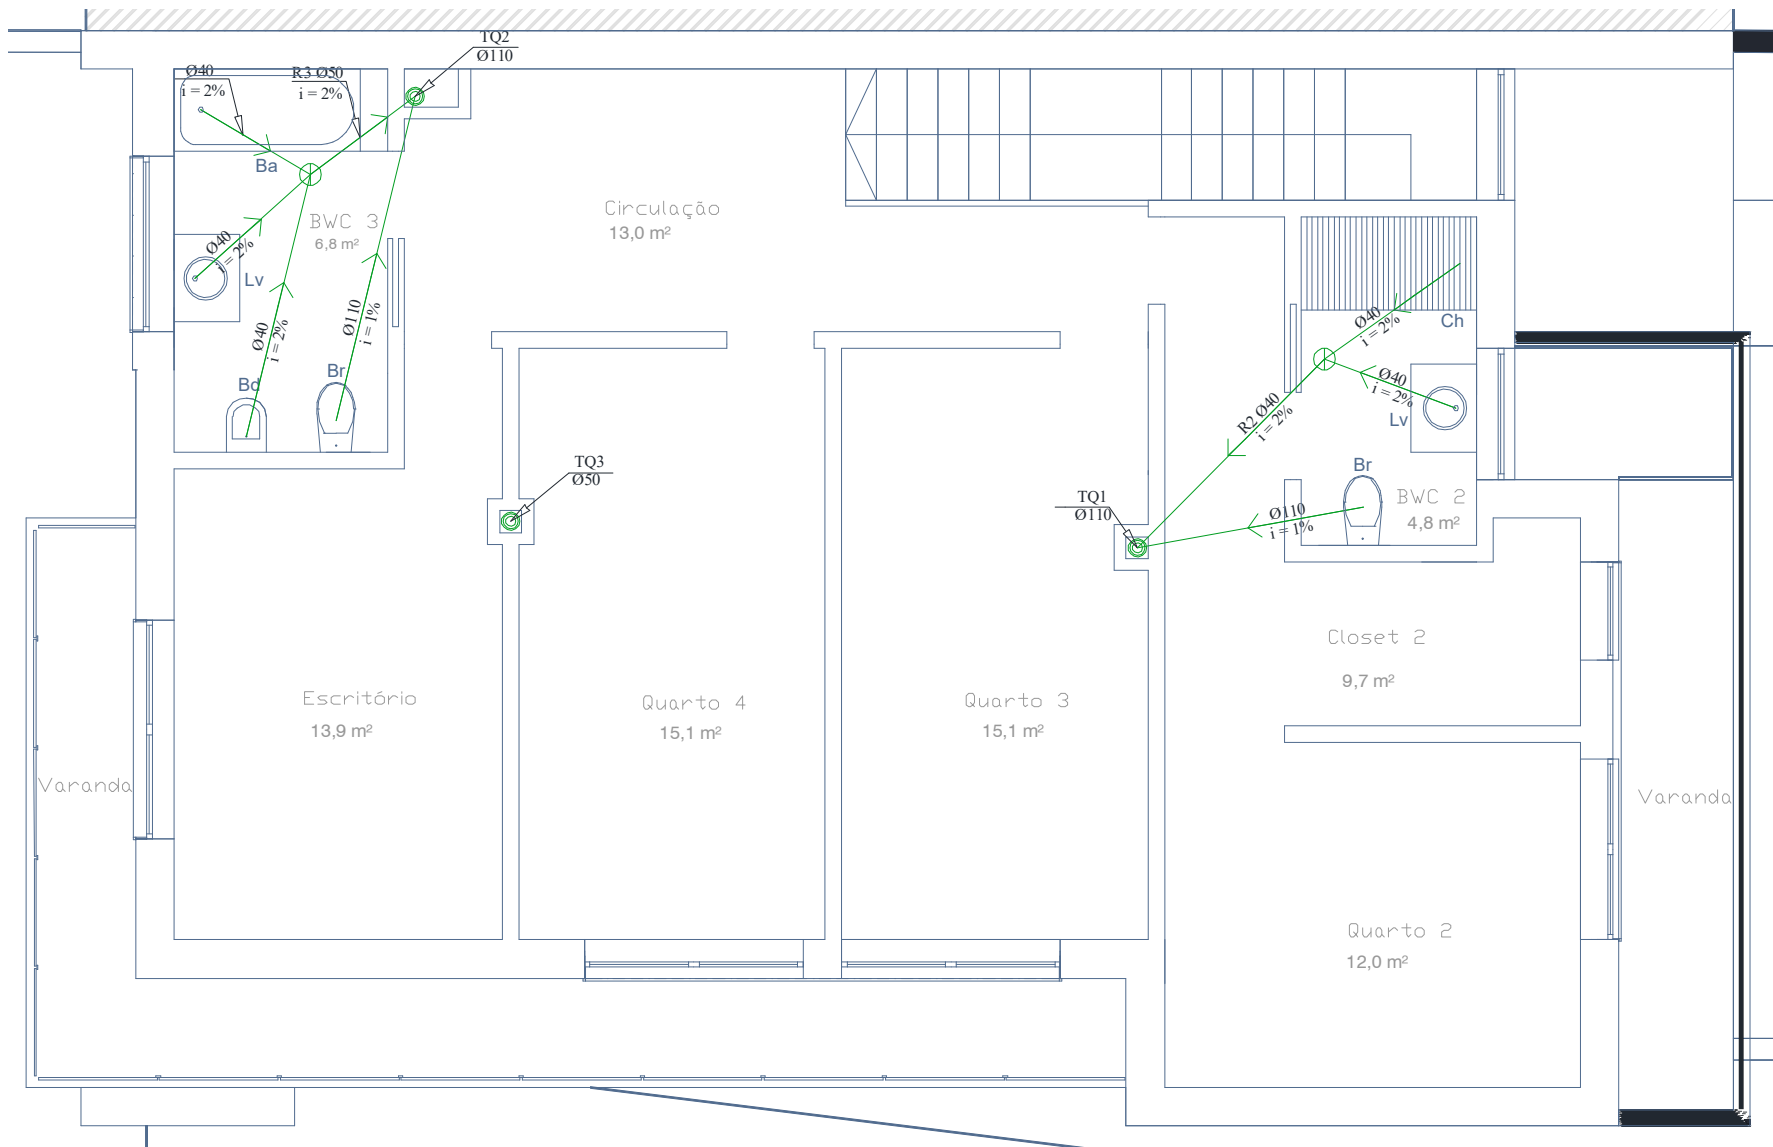 TQ2
Ø110
Ø40
i = 2%
R3 Ø50
i = 2%
Ba
BWC 3
6,8 m²
Circulação
13,0 m²
Ø40
i = 2%
Lv
Ø40
i = 2%
Ø110
i = 1%
Bd
Br
Ø40
i = 2%
Ch
Ø40
i = 2%
Lv
R2 Ø40
i = 2%
Br
BWC 2
4,8 m²
TQ3
Ø50
TQ1
Ø110
Ø110
i = 1%
Closet 2
9,7 m²
Escritório
13,9 m²
Quarto 4
15,1 m²
Quarto 3
15,1 m²
Varanda
Varanda
Quarto 2
12,0 m²